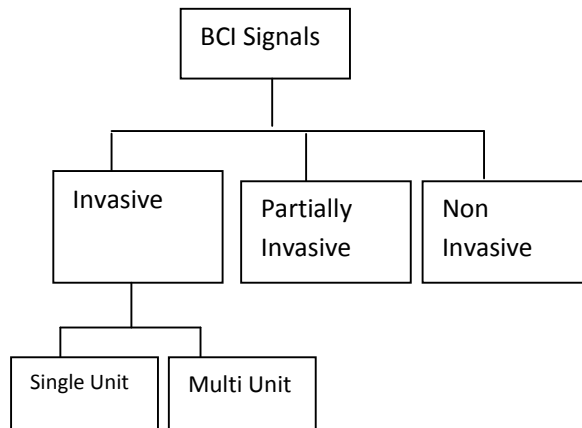 BCI Signals
Invasive
Partially
Invasive
Non
Invasive
Single Unit
Multi Unit